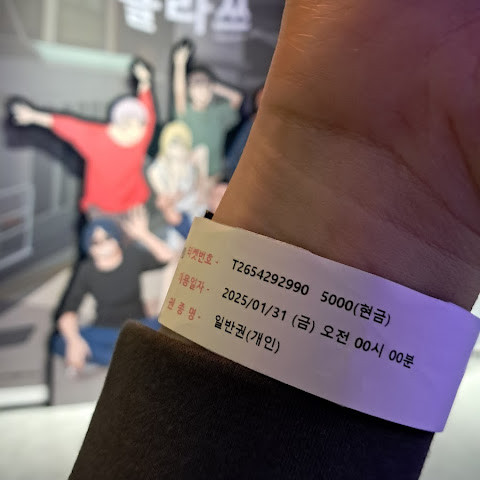 티켓번호 - T2654292990 5000(현금)
사용일자 - 2025/01/31 (금) 오전 00시 00분
권 종 명 - 일반권(개인)